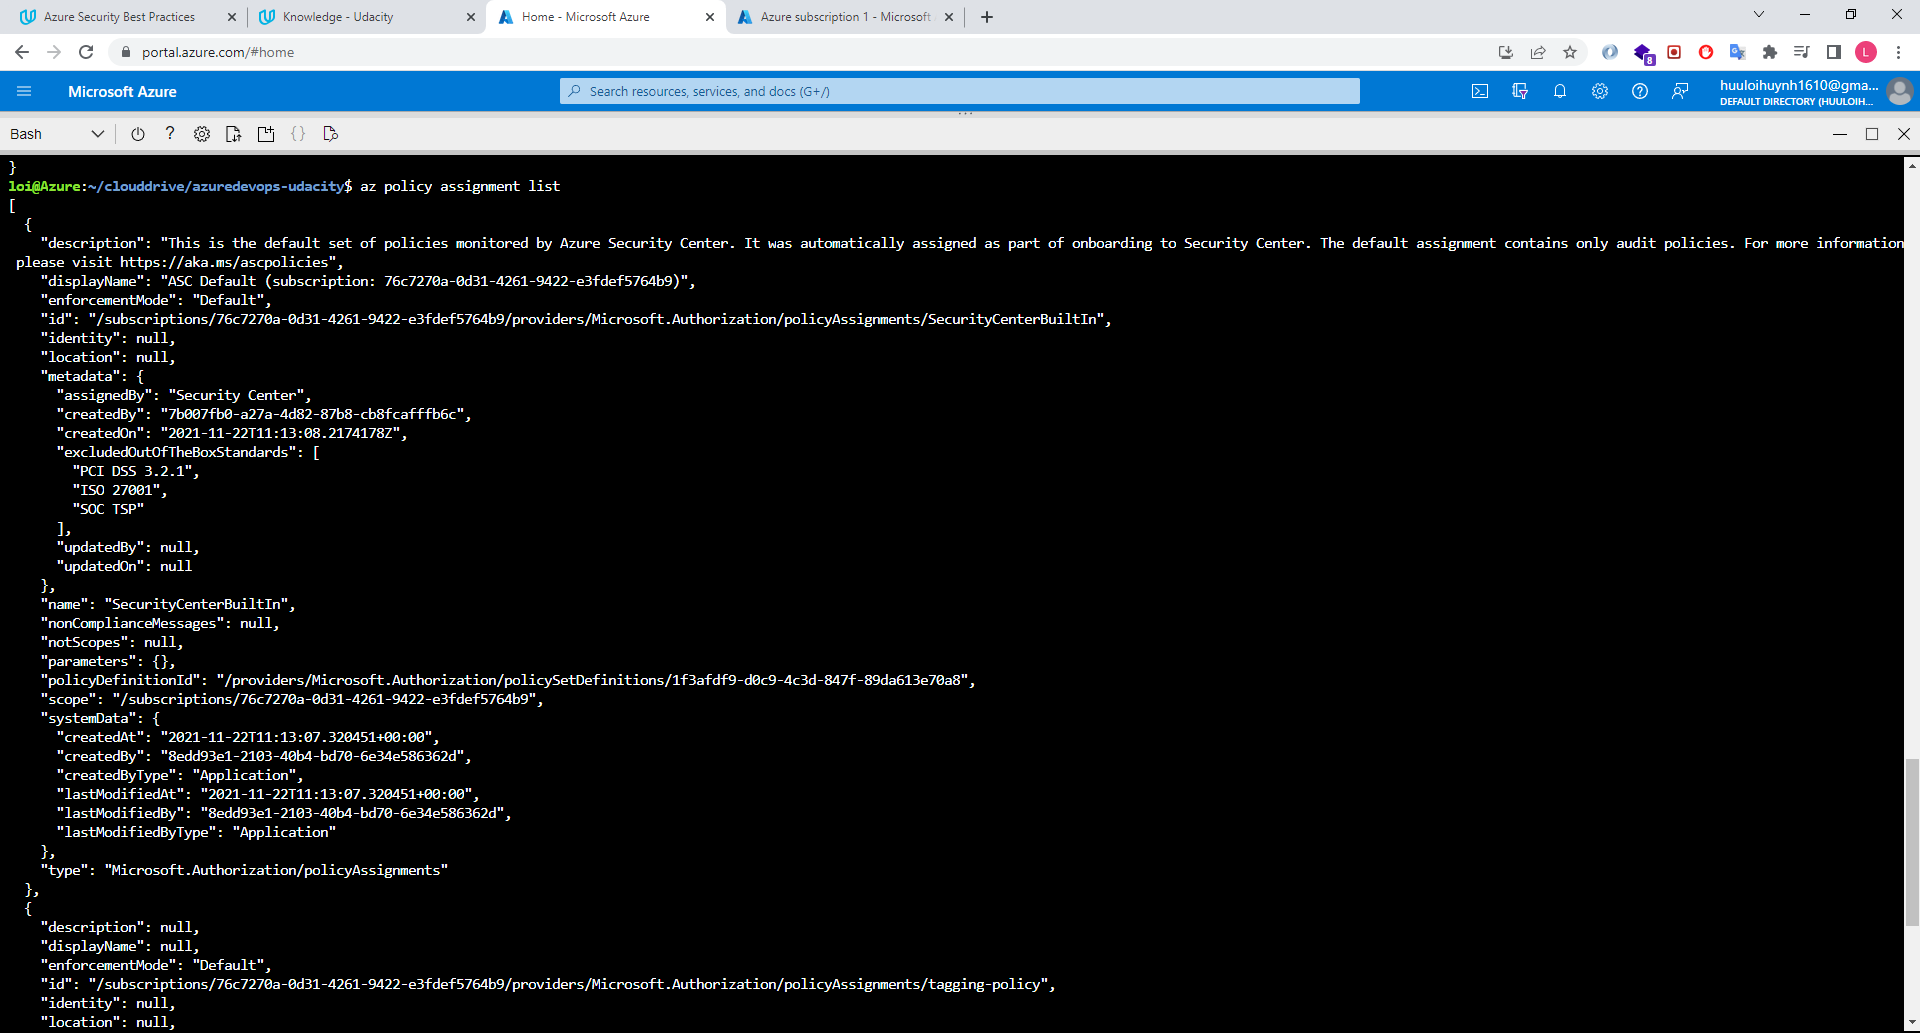 Azure Security Best Practices
Knowledge - Udacity
Home - Microsoft Azure
Azure subscription 1 - Microsoft
portal.azure.com/#home
8
L
Microsoft Azure
Search resources, services, and docs (G+/)
huuloihuynh1610@gma...
DEFAULT DIRECTORY (HUULOIH...
Bash
}
loi@Azure:~/clouddrive/azuredevops-udacity$ az policy assignment list
[
{
"description": "This is the default set of policies monitored by Azure Security Center. It was automatically assigned as part of onboarding to Security Center. The default assignment contains only audit policies. For more information
please visit https://aka.ms/ascpolicies",
"displayName": "ASC Default (subscription: 76c7270a-0d31-4261-9422-e3fdef5764b9)",
"enforcementMode": "Default",
"id": "/subscriptions/76c7270a-0d31-4261-9422-e3fdef5764b9/providers/Microsoft.Authorization/policyAssignments/SecurityCenterBuiltIn",
"identity": null,
"location": null,
"metadata": {
"assignedBy": "Security Center",
"createdBy": "7b007fb0-a27a-4d82-87b8-cb8fcafffb6c",
"createdOn": "2021-11-22T11:13:08.2174178Z",
"excludedOutOfTheBoxStandards": [
"PCI DSS 3.2.1",
"ISO 27001",
"SOC TSP"
],
"updatedBy": null,
"updatedOn": null
},
"name": "SecurityCenterBuiltIn",
"nonComplianceMessages": null,
"notScopes": null,
"parameters": {},
"policyDefinitionId": "/providers/Microsoft.Authorization/policySetDefinitions/1f3afdf9-d0c9-4c3d-847f-89da613e70a8",
"scope": "/subscriptions/76c7270a-0d31-4261-9422-e3fdef5764b9",
"systemData": {
"createdAt": "2021-11-22T11:13:07.320451+00:00",
"createdBy": "8edd93e1-2103-40b4-bd70-6e34e586362d",
"createdByType": "Application",
"lastModifiedAt": "2021-11-22T11:13:07.320451+00:00",
"lastModifiedBy": "8edd93e1-2103-40b4-bd70-6e34e586362d",
"lastModifiedByType": "Application"
},
"type": "Microsoft.Authorization/policyAssignments"
},
{
"description": null,
"displayName": null,
"enforcementMode": "Default",
"id": "/subscriptions/76c7270a-0d31-4261-9422-e3fdef5764b9/providers/Microsoft.Authorization/policyAssignments/tagging-policy",
"identity": null,
"location": null,